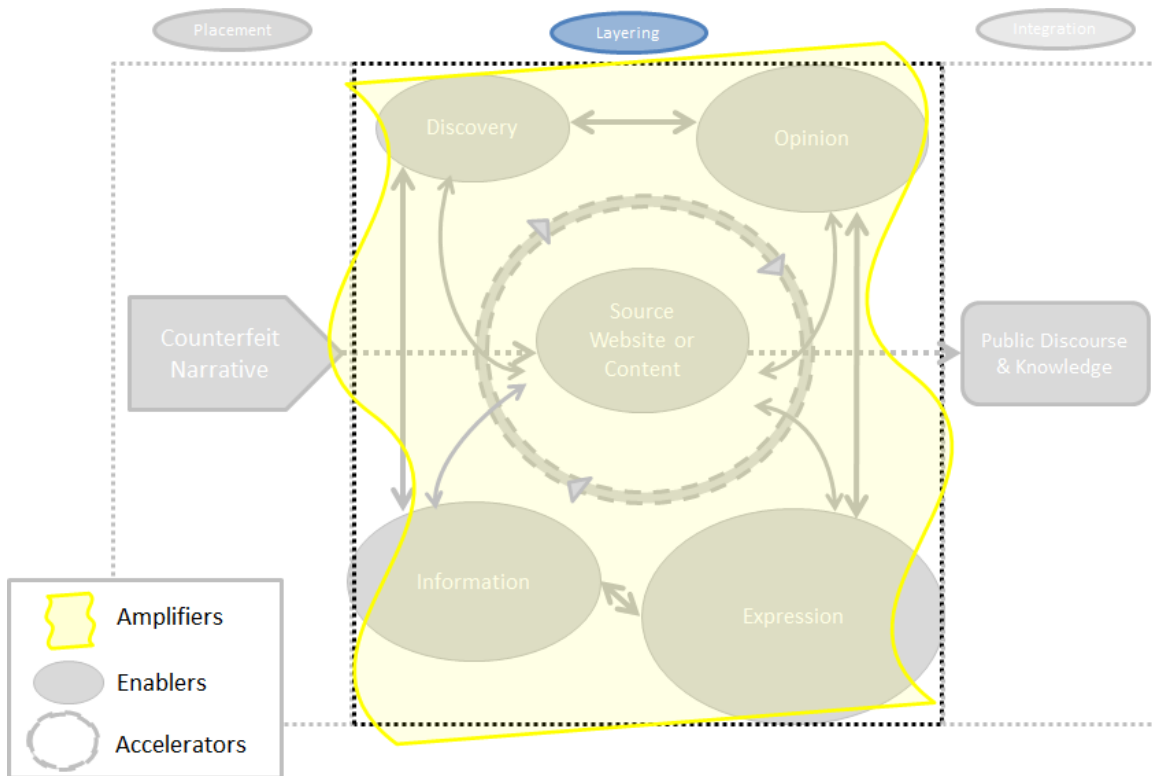 Placement
Layering
Integration
Discovery
Opinion
Counterfeit
Narrative
Source
Website or
Content
Public Discourse
& Knowledge
Information
Expression
Amplifiers
Enablers
Accelerators